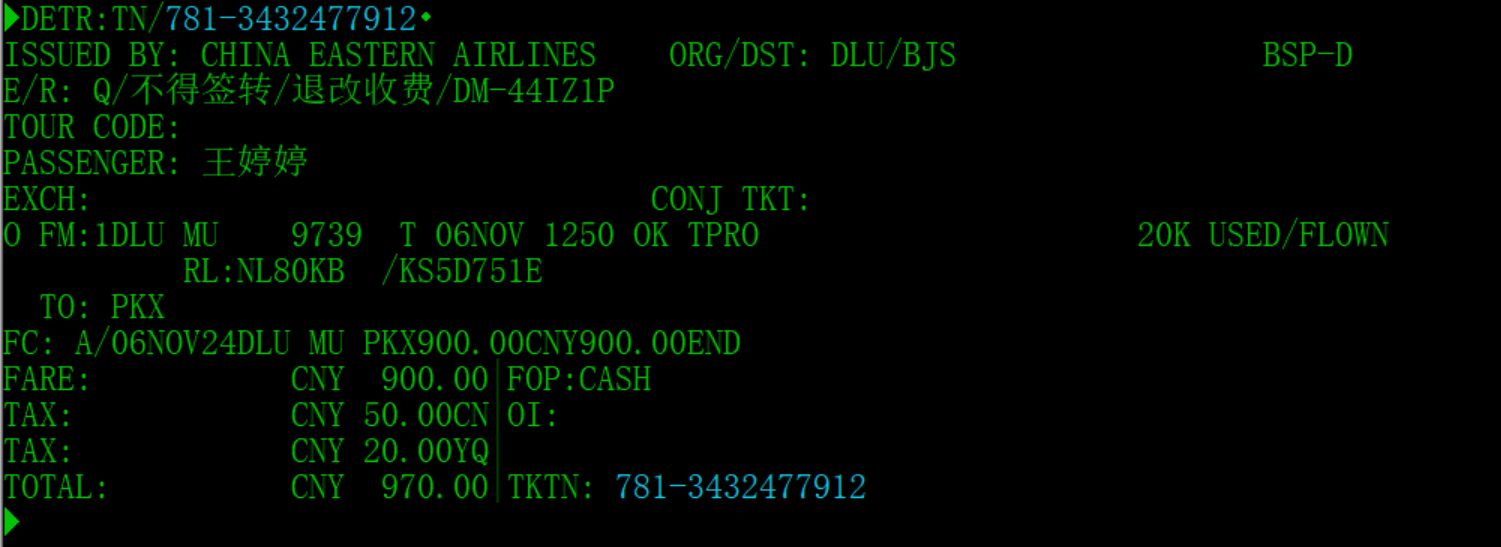 ▶DETR:TN/781-3432477912•
ISSUED BY: CHINA EASTERN AIRLINES    ORG/DST: DLU/BJS                 BSP-D
E/R: Q/不得签转/退改收费/DM-44IZ1P
TOUR CODE:
PASSENGER: 王婷婷
EXCH:                               CONJ TKT:
O FM:1DLU MU    9739  T 06NOV 1250 OK TPRO                     20K USED/FLOWN
          RL:NL80KB  /KS5D751E
  TO: PKX
FC: A/06NOV24DLU MU PKX900.00CNY900.00END
FARE:           CNY  900.00|FOP:CASH
TAX:            CNY 50.00CN|OI:
TAX:            CNY 20.00YQ|
TOTAL:          CNY  970.00|TKTN: 781-3432477912
▶